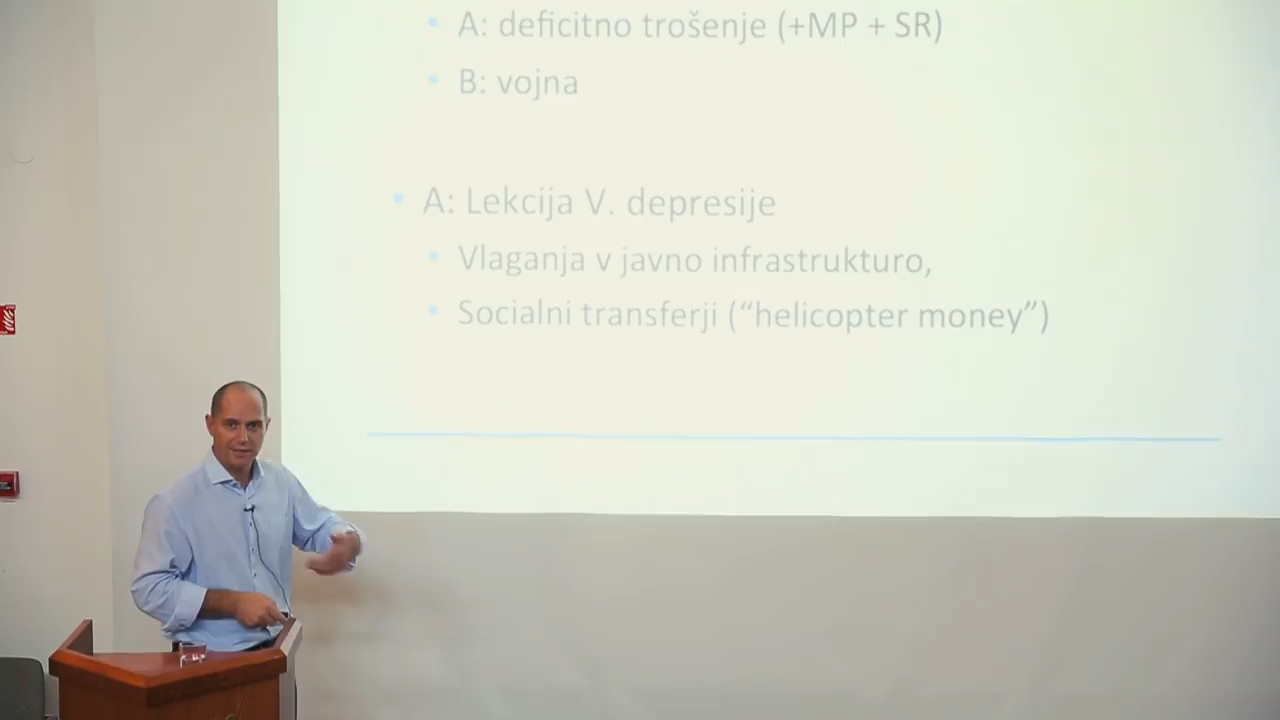 • A: deficitno trošenje (+MP + SR)
• B: vojna
• A: Lekcija V. depresije
• Vlaganja v javno infrastrukturo,
• Socialni transferji (“helicopter money”)